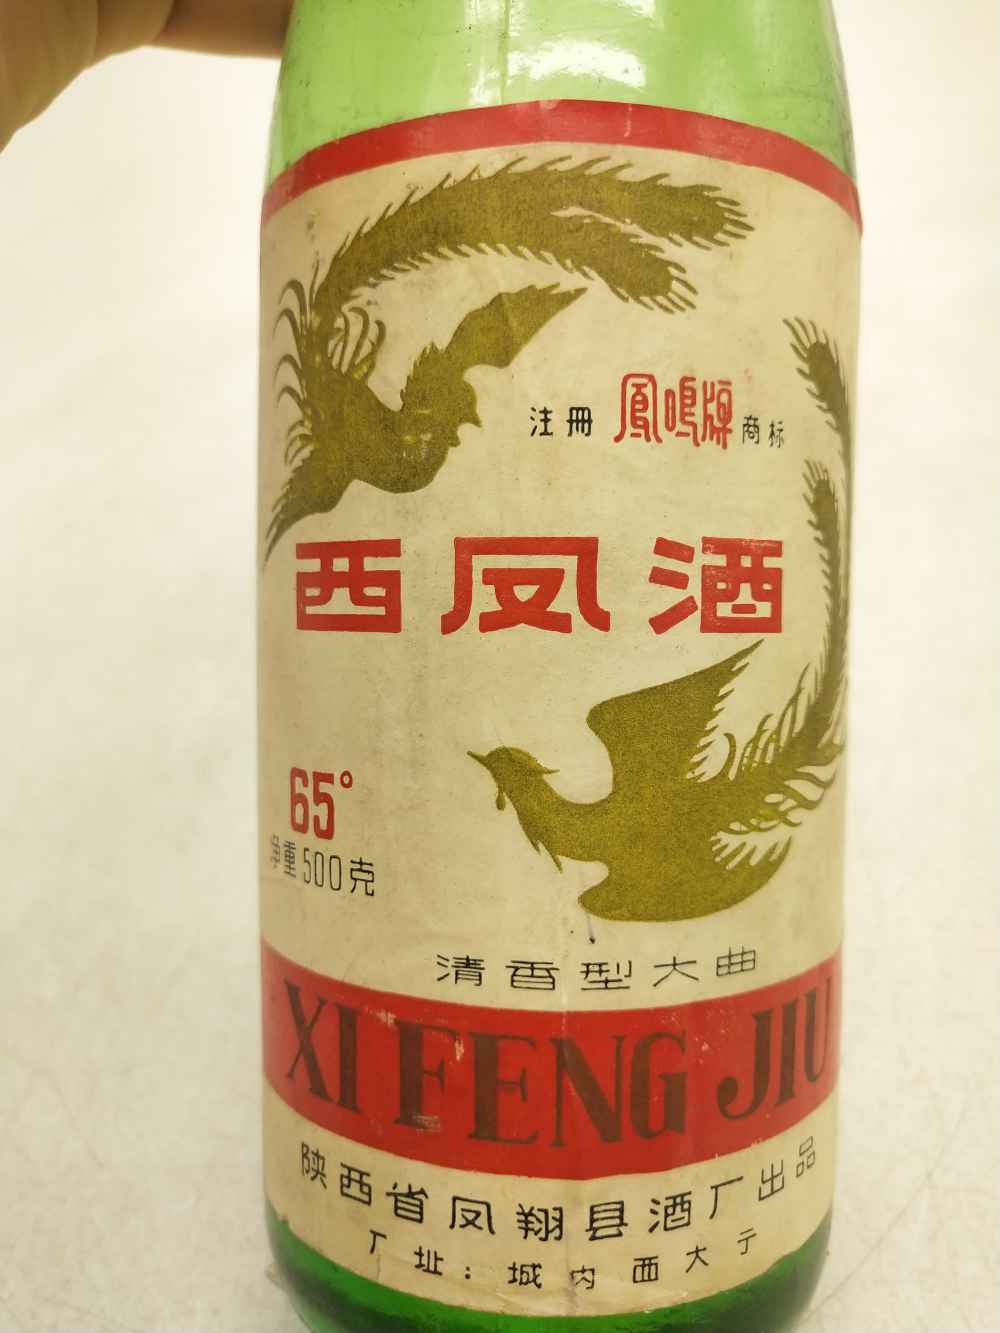 注冊 鳳鳴牌 商标
西凤酒
65°
净重500克
清香型大曲
XI FENG JIU
陕西省凤翔县酒厂出品
厂址：城内西大亍